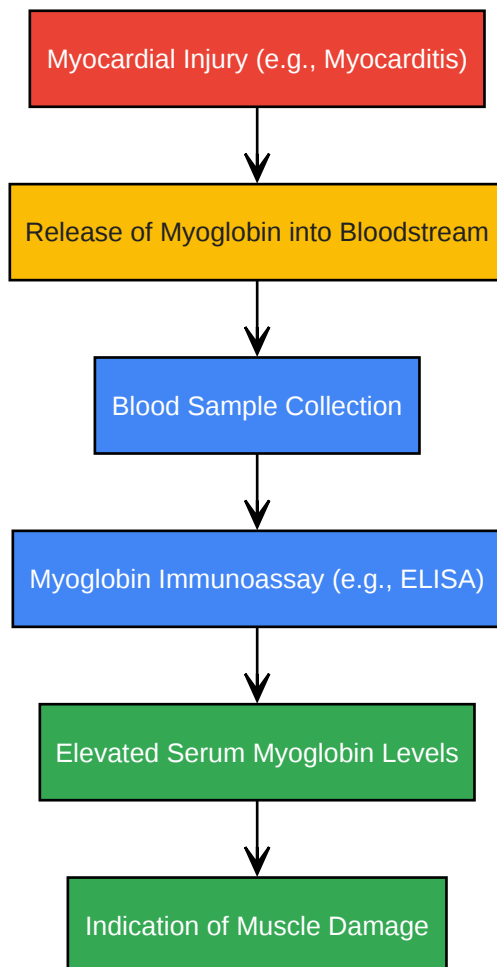 Myocardial Injury (e.g., Myocarditis)
Release of Myoglobin into Bloodstream
Blood Sample Collection
Myoglobin Immunoassay (e.g., ELISA)
Elevated Serum Myoglobin Levels
Indication of Muscle Damage